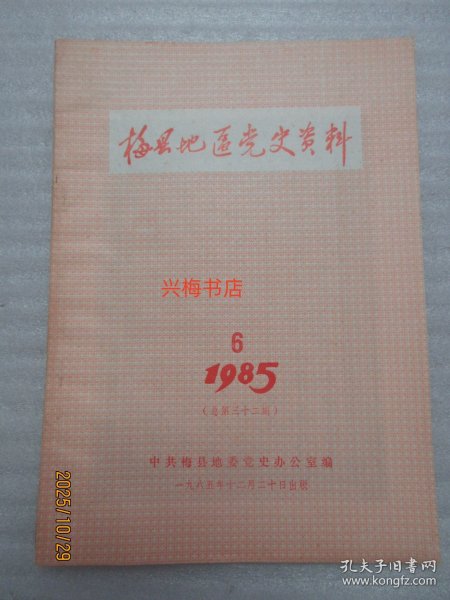 梅县地区党史资料
兴梅书店
6
1985
（总第三十二期）
中共梅县地委党史办公室编
一九八五年十二月二十日出版
2025/10/29
孔夫子旧书网
www.kongfz.com